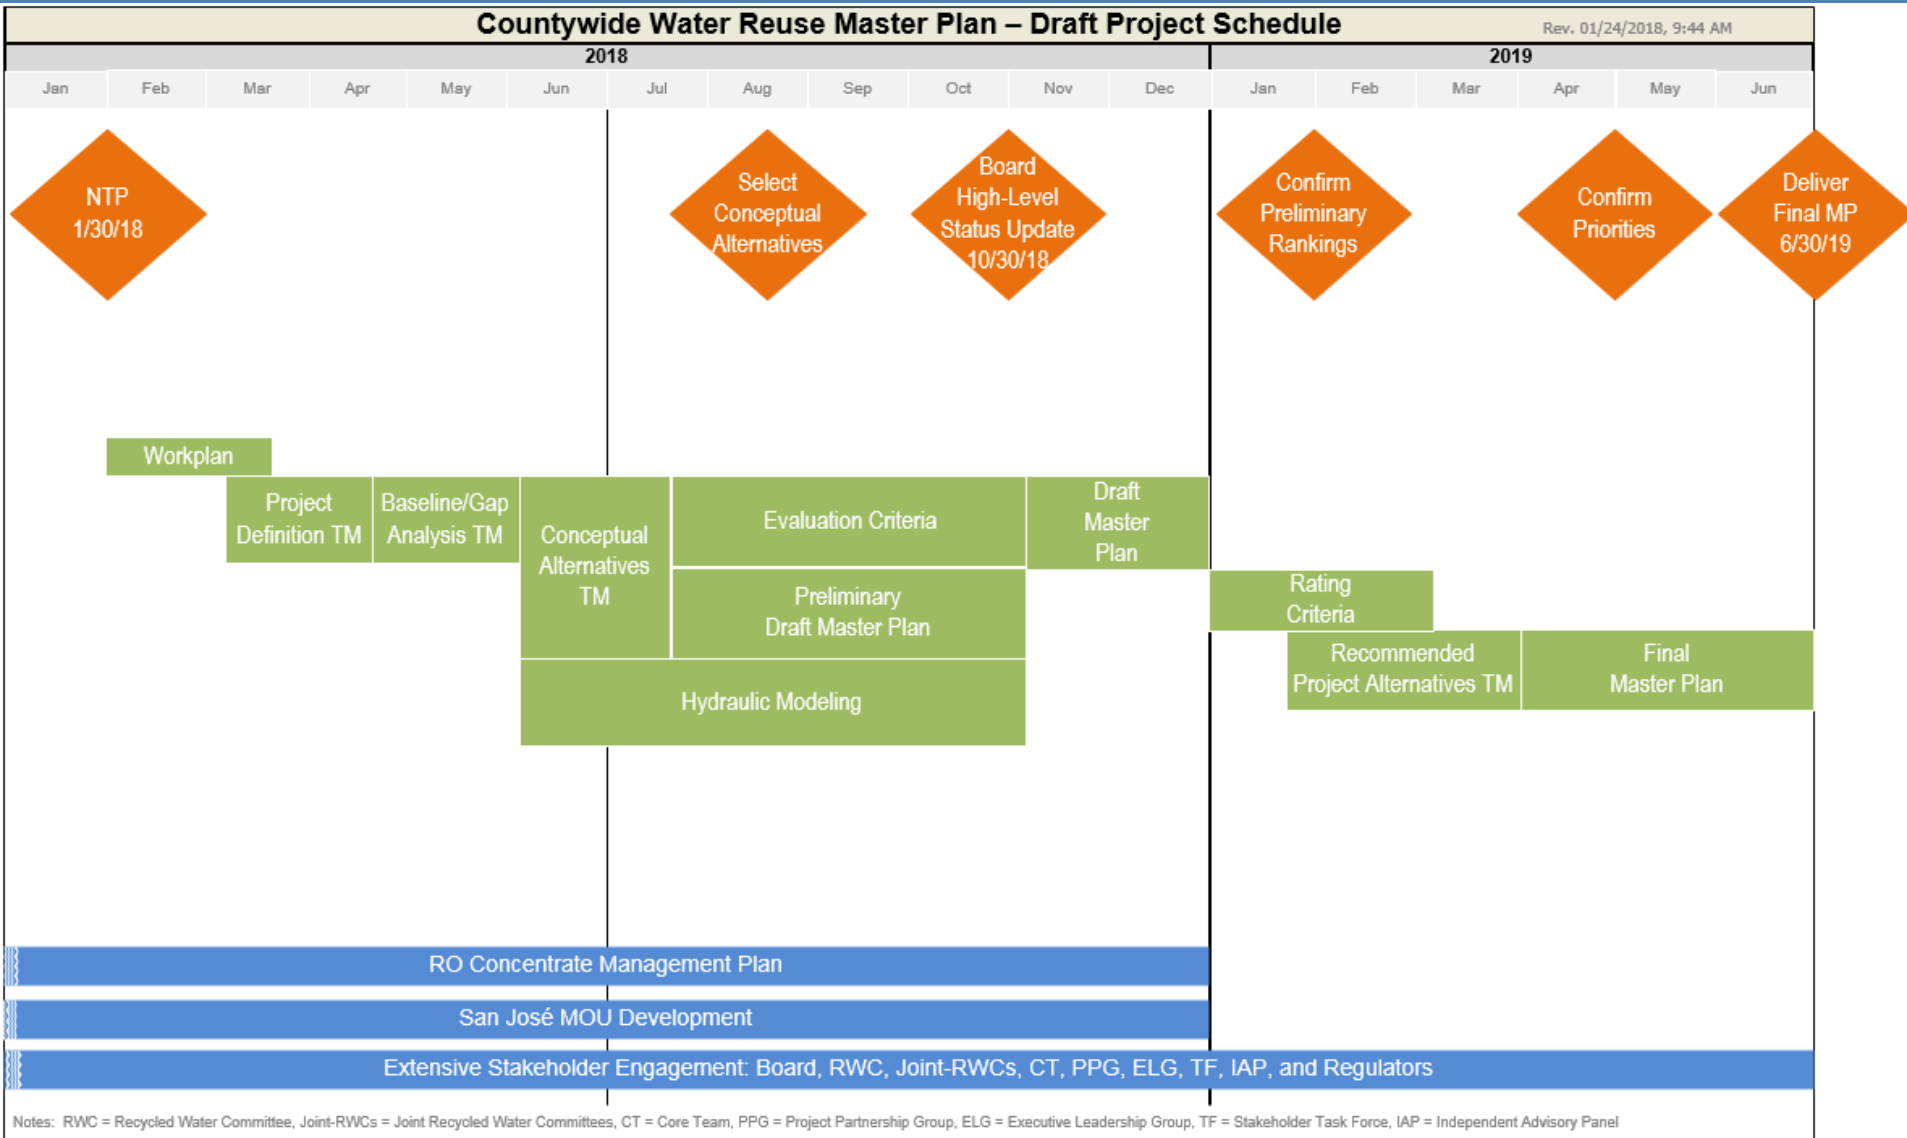 Countywide Water Reuse Master Plan – Draft Project Schedule
Rev. 01/24/2018, 9:44 AM
2018
2019
Jan
Feb
Mar
Apr
May
Jun
Jul
Aug
Sep
Oct
Nov
Dec
Jan
Feb
Mar
Apr
May
Jun
NTP
1/30/18
Select
Conceptual
Alternatives
Board
High-Level
Status Update
10/30/18
Confirm
Preliminary
Rankings
Confirm
Priorities
Deliver
Final MP
6/30/19
Workplan
Project
Definition TM
Baseline/Gap
Analysis TM
Conceptual
Alternatives
TM
Evaluation Criteria
Preliminary
Draft Master Plan
Hydraulic Modeling
Draft
Master
Plan
Rating
Criteria
Recommended
Project Alternatives TM
Final
Master Plan
RO Concentrate Management Plan
San José MOU Development
Extensive Stakeholder Engagement: Board, RWC, Joint-RWCs, CT, PPG, ELG, TF, IAP, and Regulators
Notes: RWC = Recycled Water Committee, Joint-RWCs = Joint Recycled Water Committees, CT = Core Team, PPG = Project Partnership Group, ELG = Executive Leadership Group, TF = Stakeholder Task Force, IAP = Independent Advisory Panel